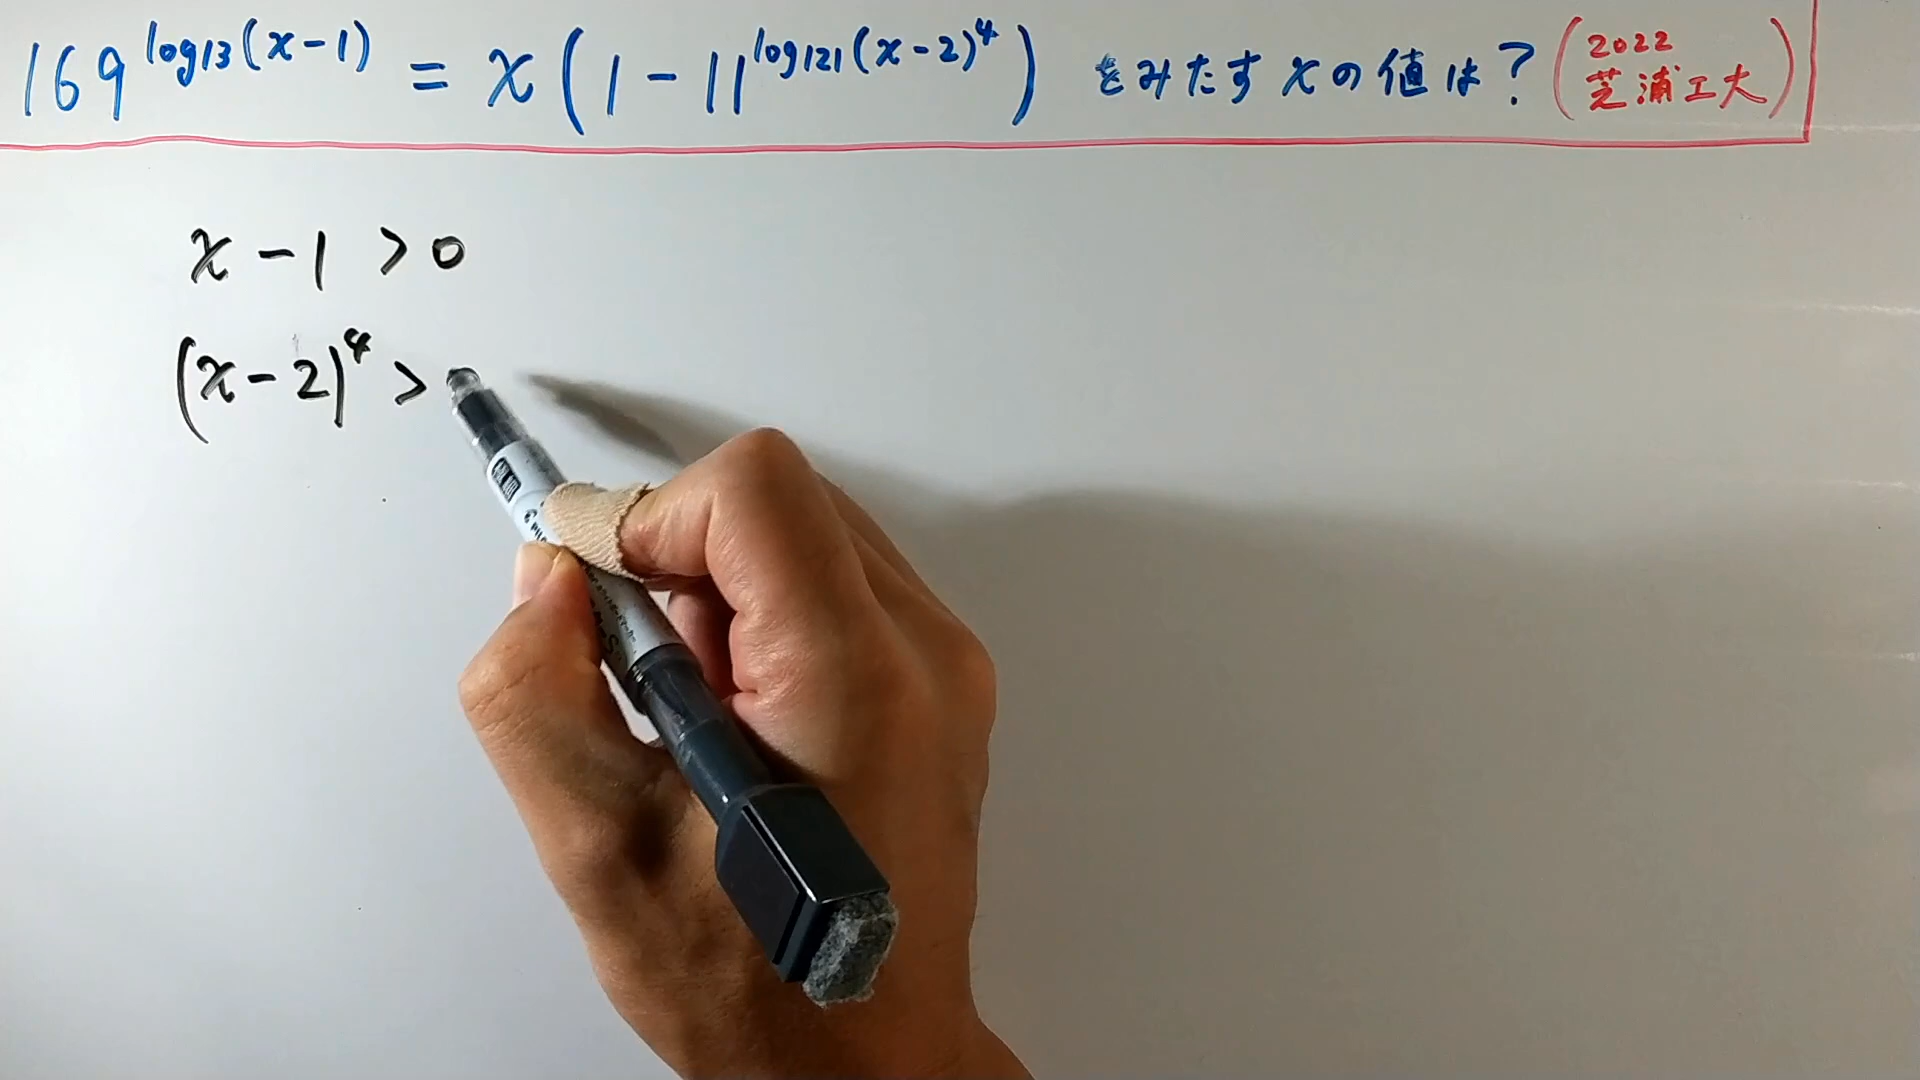 169^{log13(x-1)} = x(1-11^{log121(x-2)^4}) をみたすxの値は?(2022 芝浦工大)
x-1>0
(x-2)^4>